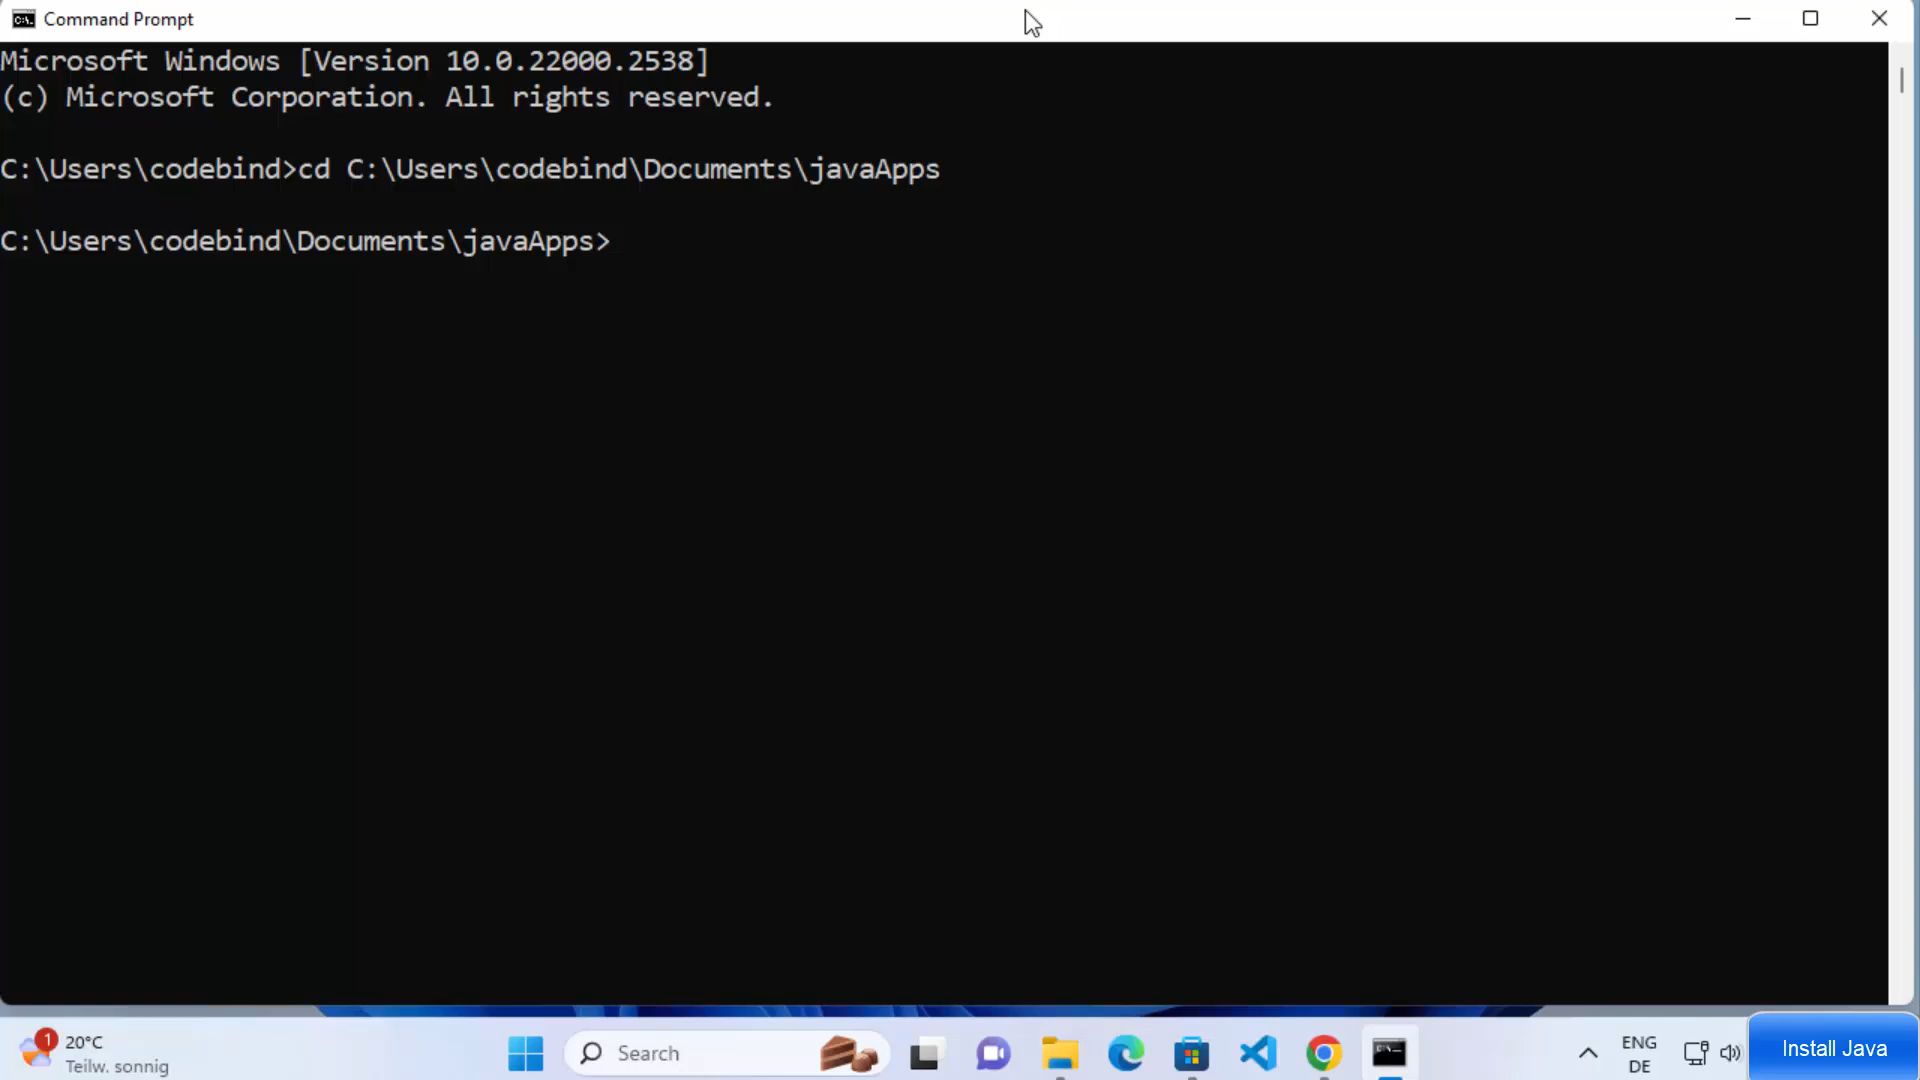 Command Prompt
Microsoft Windows [Version 10.0.22000.2538]
(c) Microsoft Corporation. All rights reserved.
C:\Users\codebind>cd C:\Users\codebind\Documents\javaApps
C:\Users\codebind\Documents\javaApps>
1
20°C
Teilw. sonnig
Search
ENG
DE
Install Java